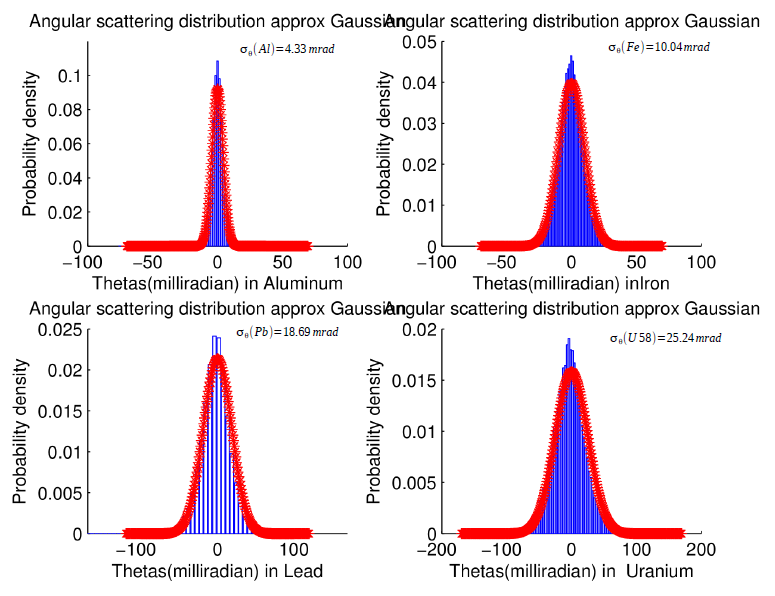 Angular scattering distribution approx Gaussian
σθ(Al)=4.33 mrad
Probability density
0.1
0.08
0.06
0.04
0.02
0
−100
−50
0
50
100
Thetas(milliradian) in Aluminum
Angular scattering distribution approx Gaussian
σθ(Fe)=10.04 mrad
Probability density
0.05
0.04
0.03
0.02
0.01
0
−100
−50
0
50
100
Thetas(milliradian) inIron
Angular scattering distribution approx Gaussian
σθ(Pb)=18.69 mrad
Probability density
0.025
0.02
0.015
0.01
0.005
0
−100
0
100
Thetas(milliradian) in Lead
Angular scattering distribution approx Gaussian
σθ(U 58)=25.24 mrad
Probability density
0.02
0.015
0.01
0.005
0
−200
−100
0
100
200
Thetas(milliradian) in Uranium